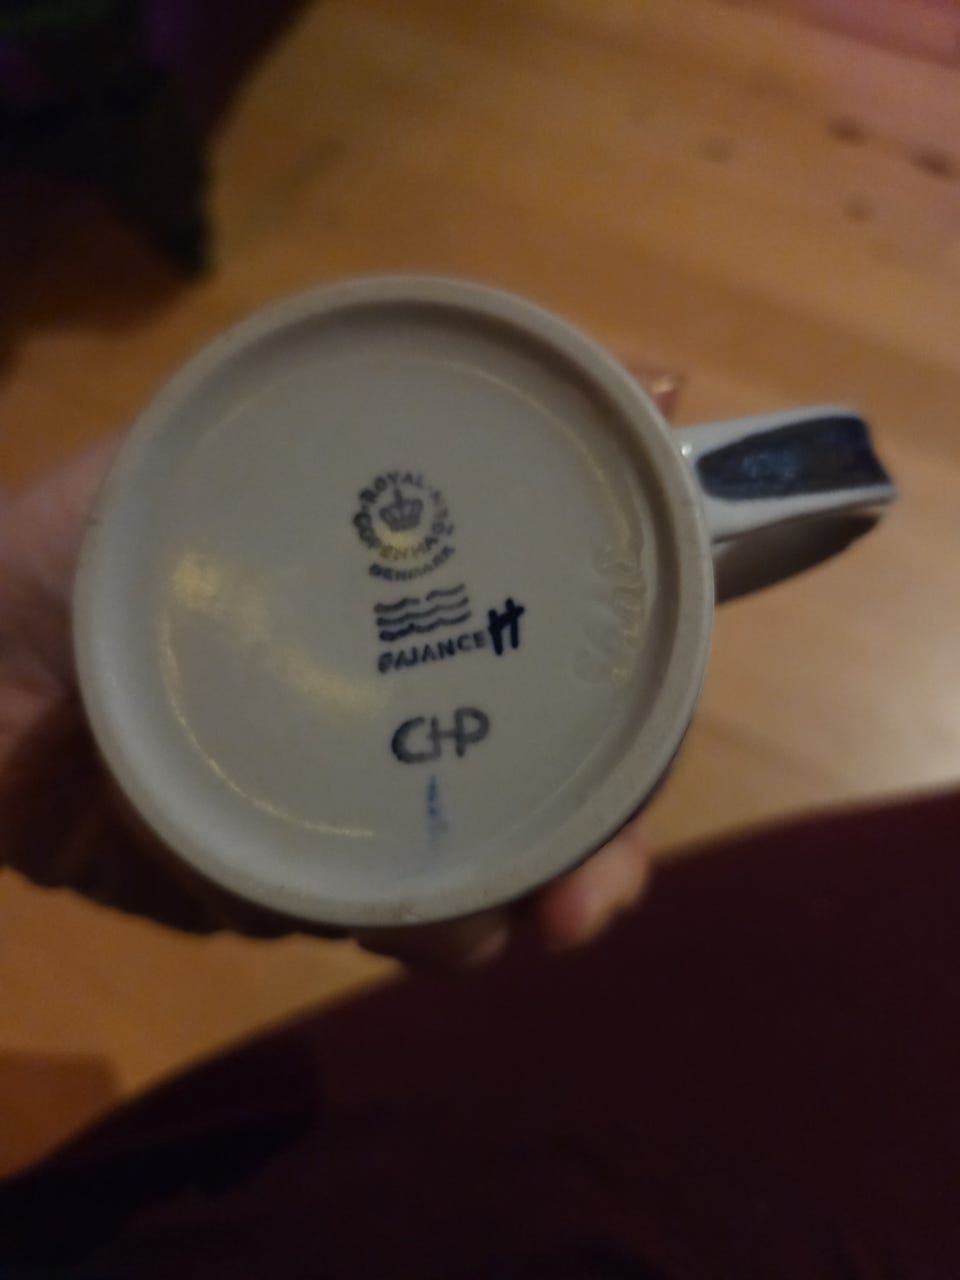 ROYAL COPENHAGEN
DENMARK
FAJANCE H
CHP